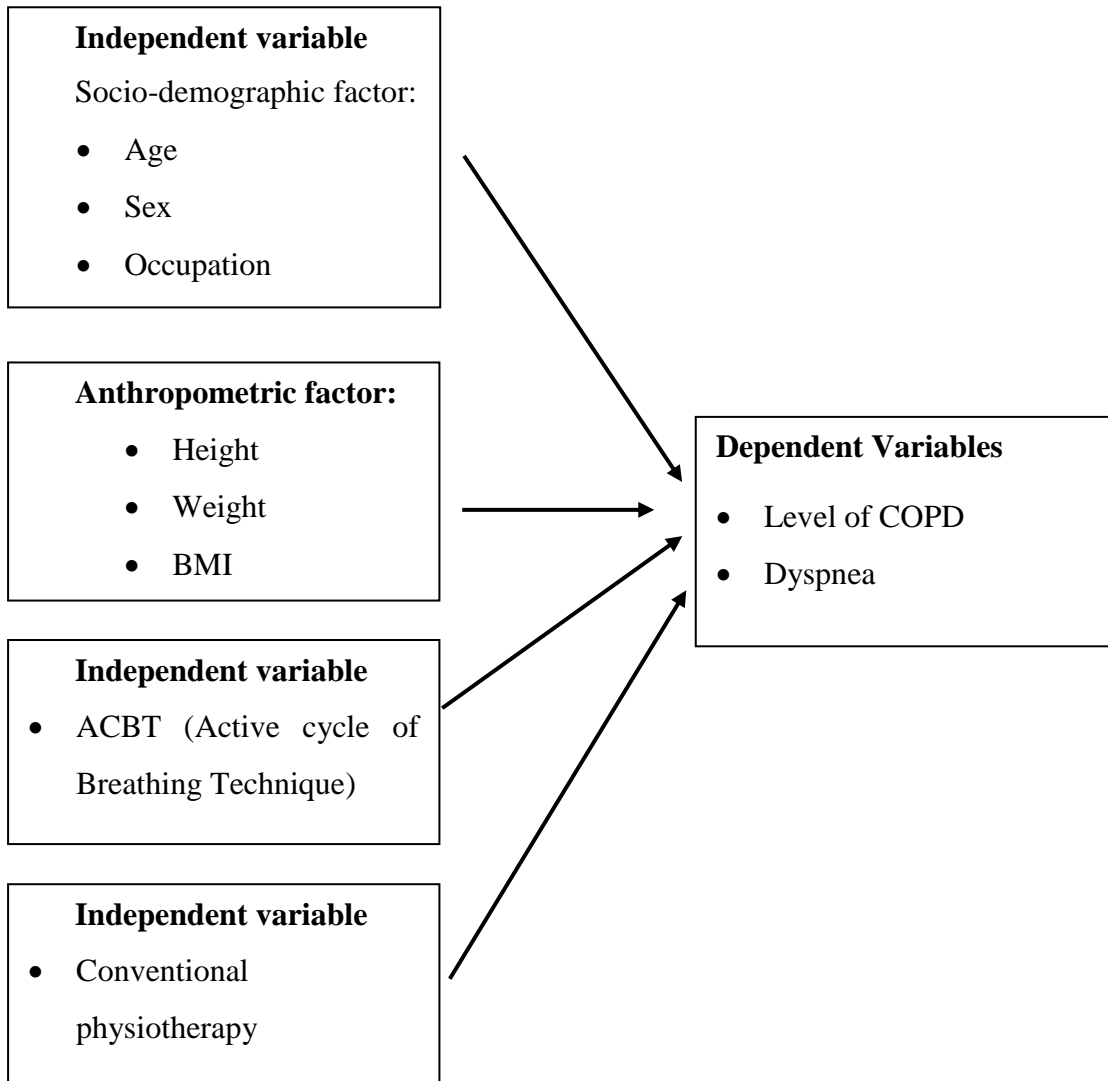 Independent variable
Socio-demographic factor:
• Age
• Sex
• Occupation
Anthropometric factor:
• Height
• Weight
• BMI
Independent variable
• ACBT (Active cycle of
Breathing Technique)
Independent variable
• Conventional
physiotherapy
Dependent Variables
• Level of COPD
• Dyspnea